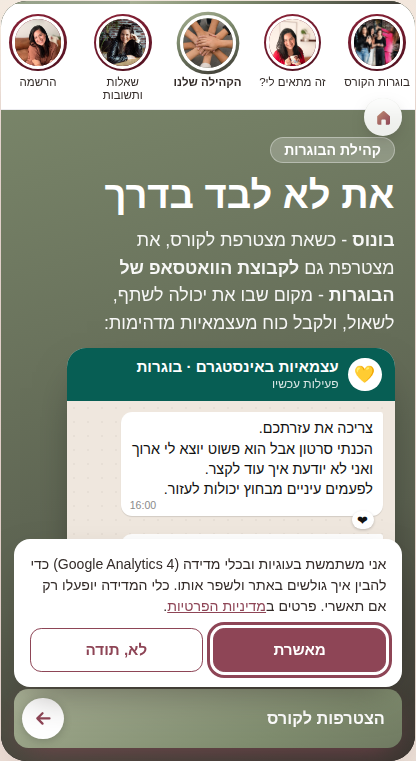 בוגרות הקורס
זה מתאים לי?
הקהילה שלנו
שאלות
ותשובות
הרשמה
קהילת הבוגרות
את לא לבד בדרך
בונוס - כשאת מצטרפת לקורס, את
מצטרפת גם לקבוצת הוואטסאפ של
הבוגרות - מקום שבו את יכולה לשתף,
לשאול, ולקבל כוח מעצמאיות מדהימות:
עצמאיות באינסטגרם · בוגרות
פעילות עכשיו
צריכה את עזרתכם.
הכנתי סרטון אבל הוא פשוט יוצא לי ארוך
ואני לא יודעת איך עוד לקצר.
לפעמים עיניים מבחוץ יכולות לעזור.
16:00
אני משתמשת בעוגיות ובכלי מדידה (Google Analytics 4) כדי
להבין איך גולשים באתר ולשפר אותו. כלי המדידה יופעלו רק
אם תאשרי. פרטים במדיניות הפרטיות.
מאשרת
לא, תודה
הצטרפות לקורס